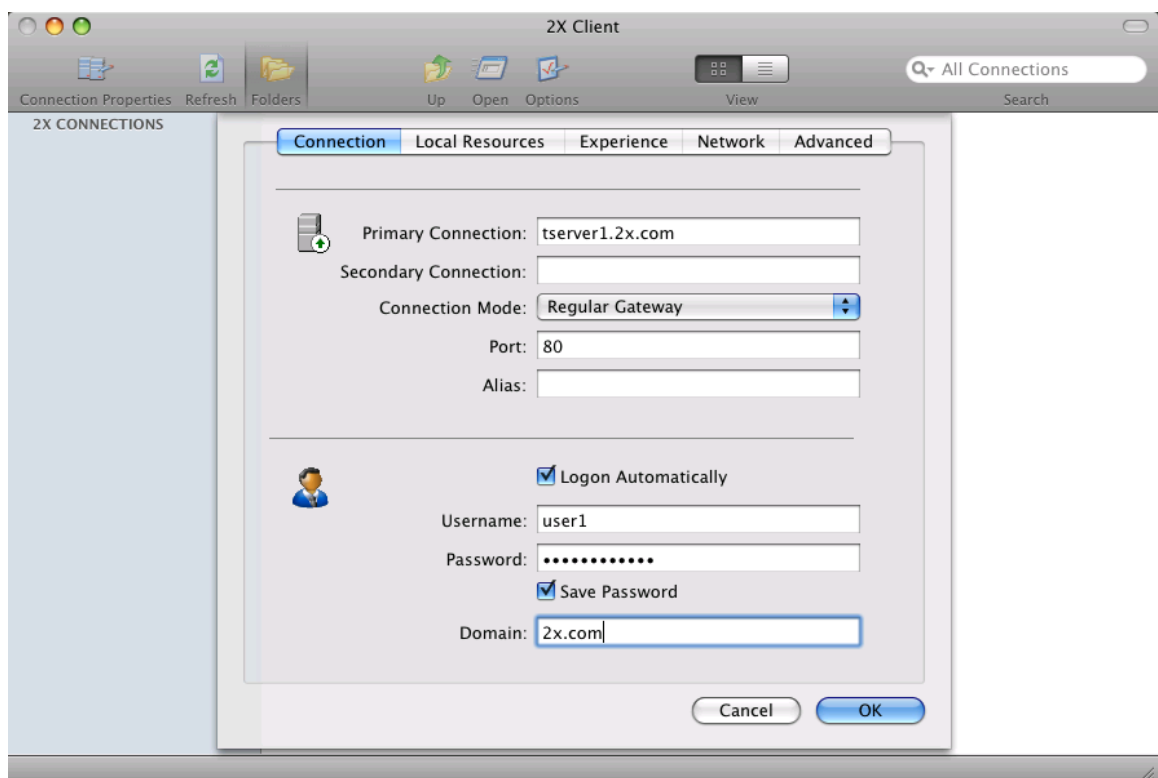 2X Client
All Connections
Connection Properties Refresh Folders Up Open Options View Search
2X CONNECTIONS
Connection Local Resources Experience Network Advanced
Primary Connection: tserver1.2x.com
Secondary Connection:
Connection Mode: Regular Gateway
Port: 80
Alias:
Logon Automatically
Username: user1
Password: ••••••••••••
Save Password
Domain: 2x.com
Cancel OK